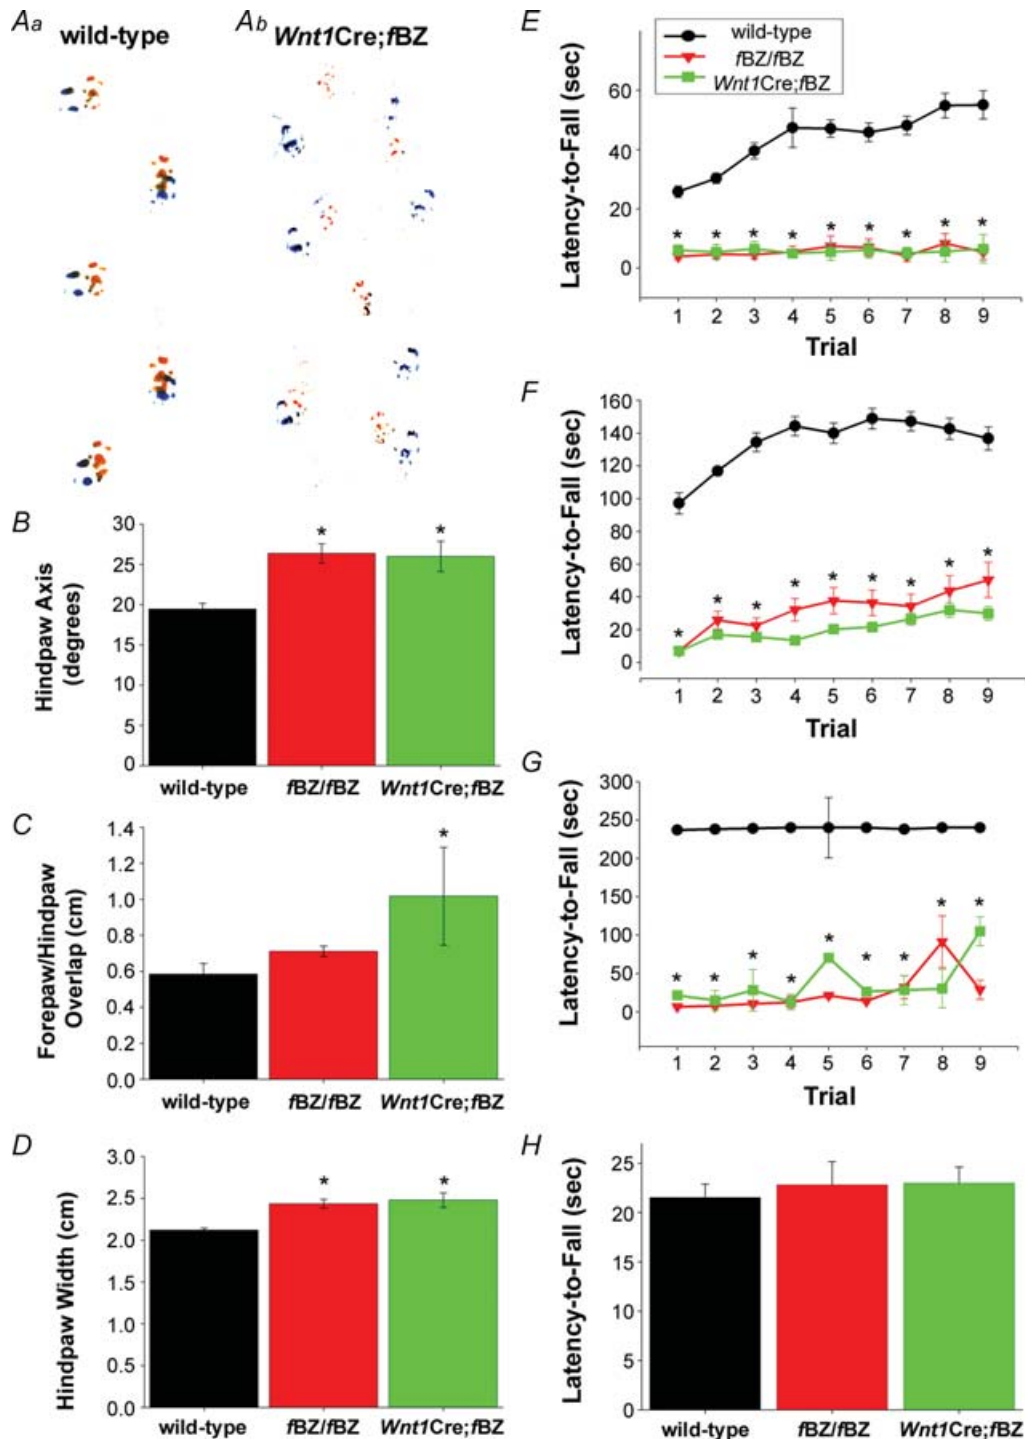 Aa
wild-type
Ab
Wnt1Cre;fBZ
B
Hindpaw Axis
(degrees)
30
25
20
15
10
5
0
*
*
wild-type
fBZ/fBZ
Wnt1Cre;fBZ
C
Forepaw/Hindpaw
Overlap (cm)
1.4
1.2
1.0
0.8
0.6
0.4
0.2
0.0
*
wild-type
fBZ/fBZ
Wnt1Cre;fBZ
D
Hindpaw Width (cm)
3.0
2.5
2.0
1.5
1.0
0.5
0.0
*
*
wild-type
fBZ/fBZ
Wnt1Cre;fBZ
E
wild-type
fBZ/fBZ
Wnt1Cre;fBZ
Latency-to-Fall (sec)
60
40
20
0
* * * * * * * * *
1 2 3 4 5 6 7 8 9
Trial
F
Latency-to-Fall (sec)
160
140
120
100
80
60
40
20
0
* * * * * * * * *
1 2 3 4 5 6 7 8 9
Trial
G
Latency-to-Fall (sec)
300
250
200
150
100
50
0
* * * * * * * * *
1 2 3 4 5 6 7 8 9
Trial
H
Latency-to-Fall (sec)
25
20
15
10
5
0
wild-type
fBZ/fBZ
Wnt1Cre;fBZ